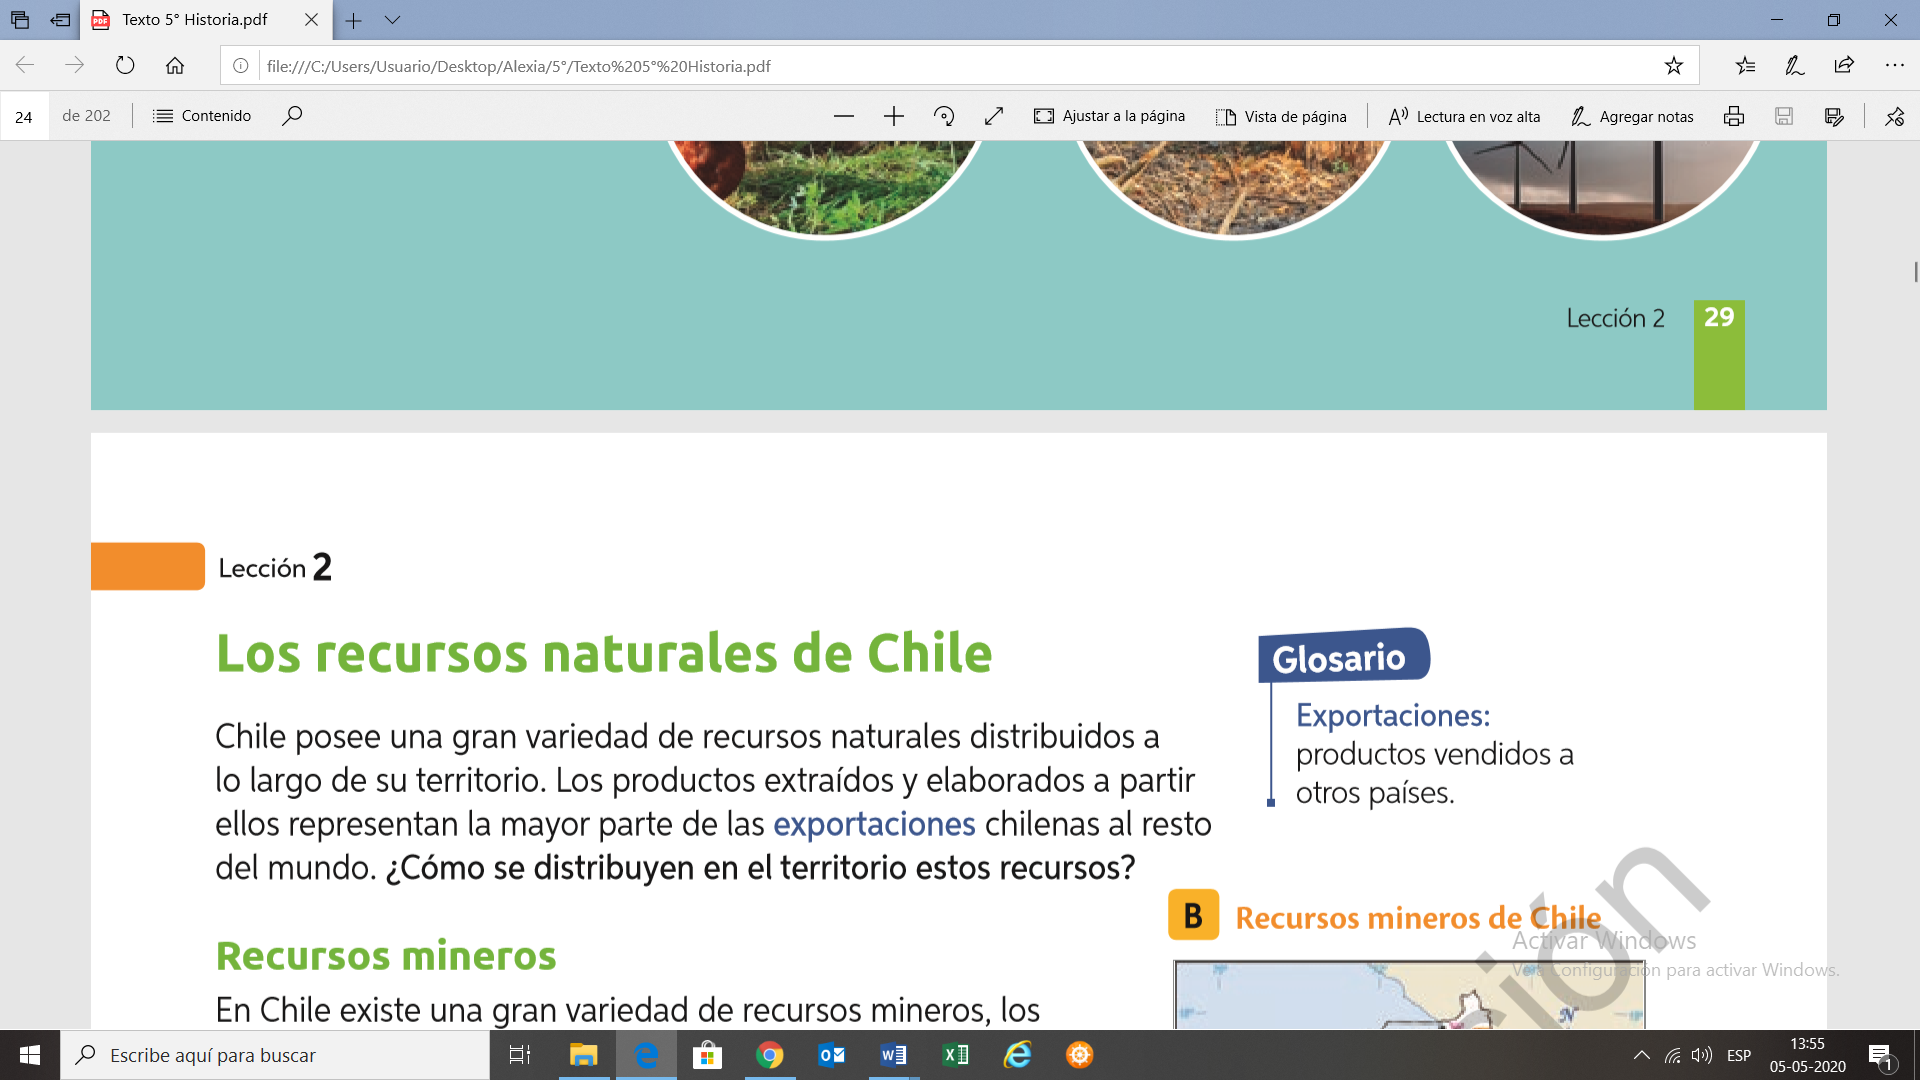 Texto 5° Historia.pdf
file:///C:/Users/Usuario/Desktop/Alexia/5°/Texto%205°%20Historia.pdf
24 de 202 Contenido Ajustar a la página Vista de página Lectura en voz alta Agregar notas
Lección 2 29
Lección 2
Los recursos naturales de Chile
Chile posee una gran variedad de recursos naturales distribuidos a
lo largo de su territorio. Los productos extraídos y elaborados a partir
ellos representan la mayor parte de las exportaciones chilenas al resto
del mundo. ¿Cómo se distribuyen en el territorio estos recursos?
Glosario
Exportaciones:
productos vendidos a
otros países.
Recursos mineros
En Chile existe una gran variedad de recursos mineros, los
B Recursos mineros de Chile
N
Activar Windows
Ve a Configuración para activar Windows.
Escribe aquí para buscar
ESP
13:55
05-05-2020
1